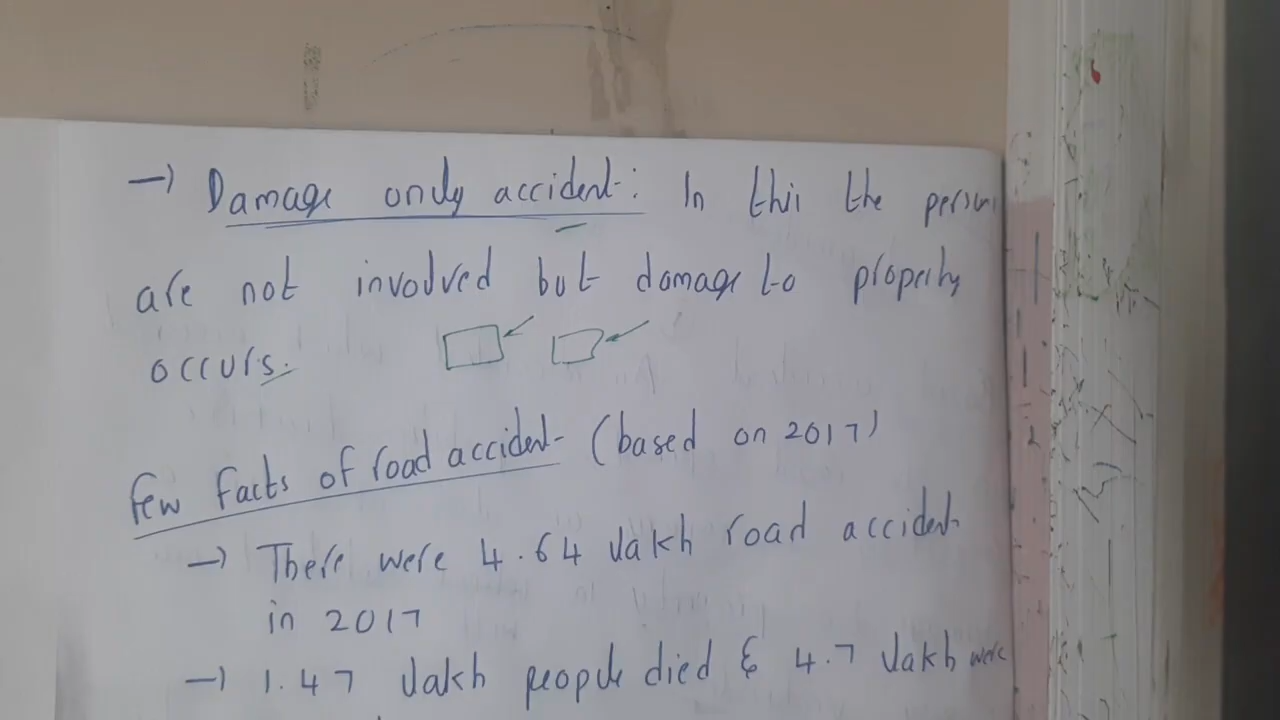 → Damage only accident: In this the person
are not involved but damage to property
occurs.
Few facts of road accident (based on 2017)
→ There were 4.64 lakh road accident
in 2017
→ 1.47 lakh people died & 4.7 lakh were